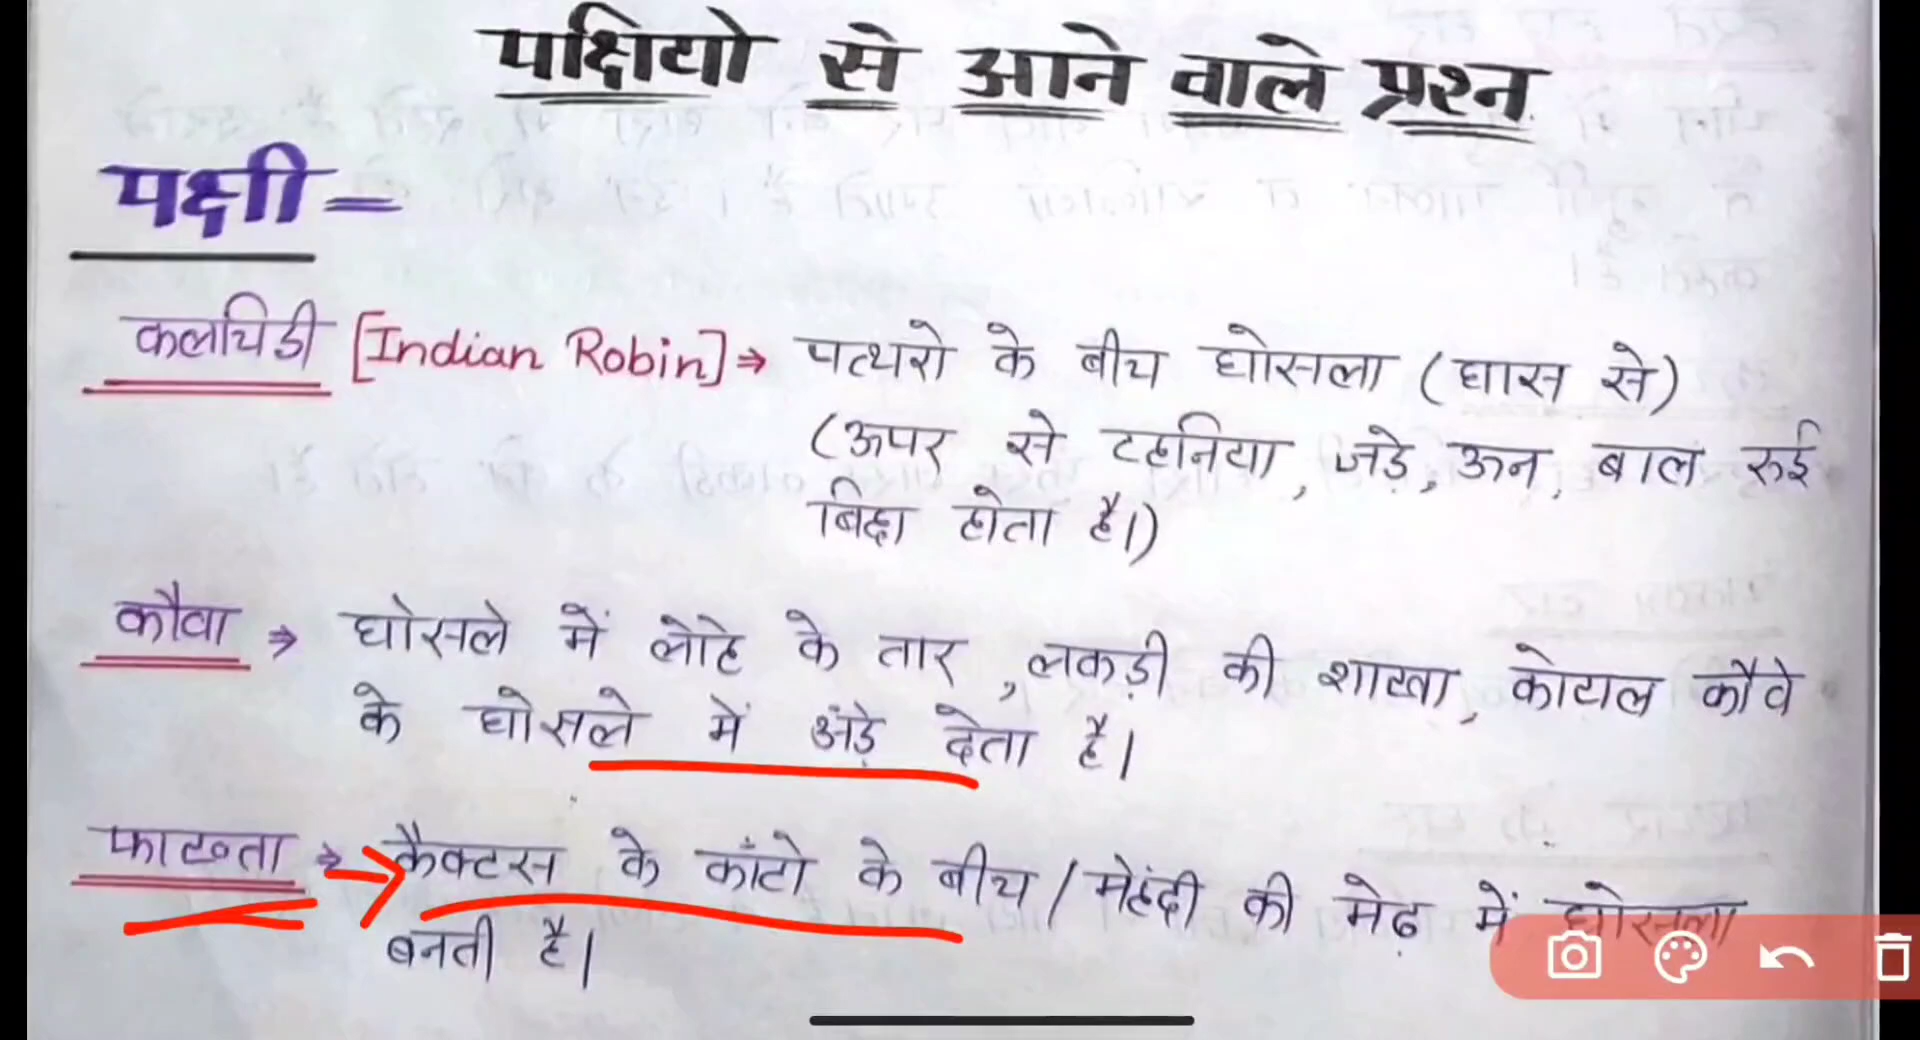 पक्षियो से आने वाले प्रश्न
पक्षी =
कलचिडी [Indian Robin] ⇒ पत्थरो के बीच घोसला (घास से)
(ऊपर से टहनिया, जड़े, ऊन, बाल रुई
बिछा होता है।)
कौवा ⇒ घोसले में लोहे के तार, लकड़ी की शाखा, कोयल कौवे
के घोसले में अंड़े देता है।
फाख्ता ⇒ कैक्टस के काँटो के बीच / मेहंदी की मेढ़ में घोसला
बनती है।